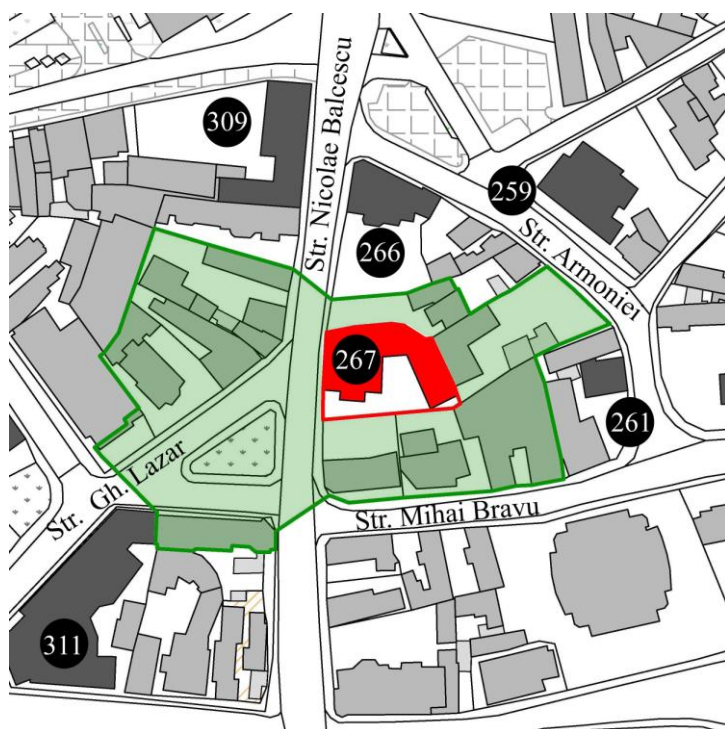 309
Str. Nicolae Balcescu
259
266
Str. Armoniei
267
261
Str. Gh. Lazar
Str. Mihai Bravu
311